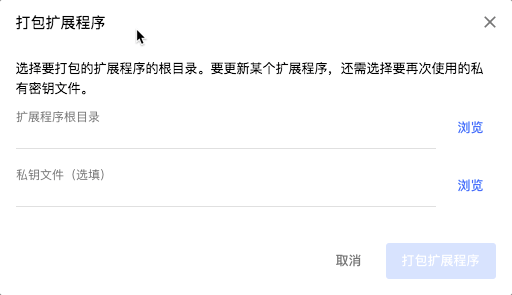 打包扩展程序
选择要打包的扩展程序的根目录。要更新某个扩展程序，还需选择要再次使用的私
有密钥文件。
扩展程序根目录
浏览
私钥文件（选填）
浏览
取消
打包扩展程序